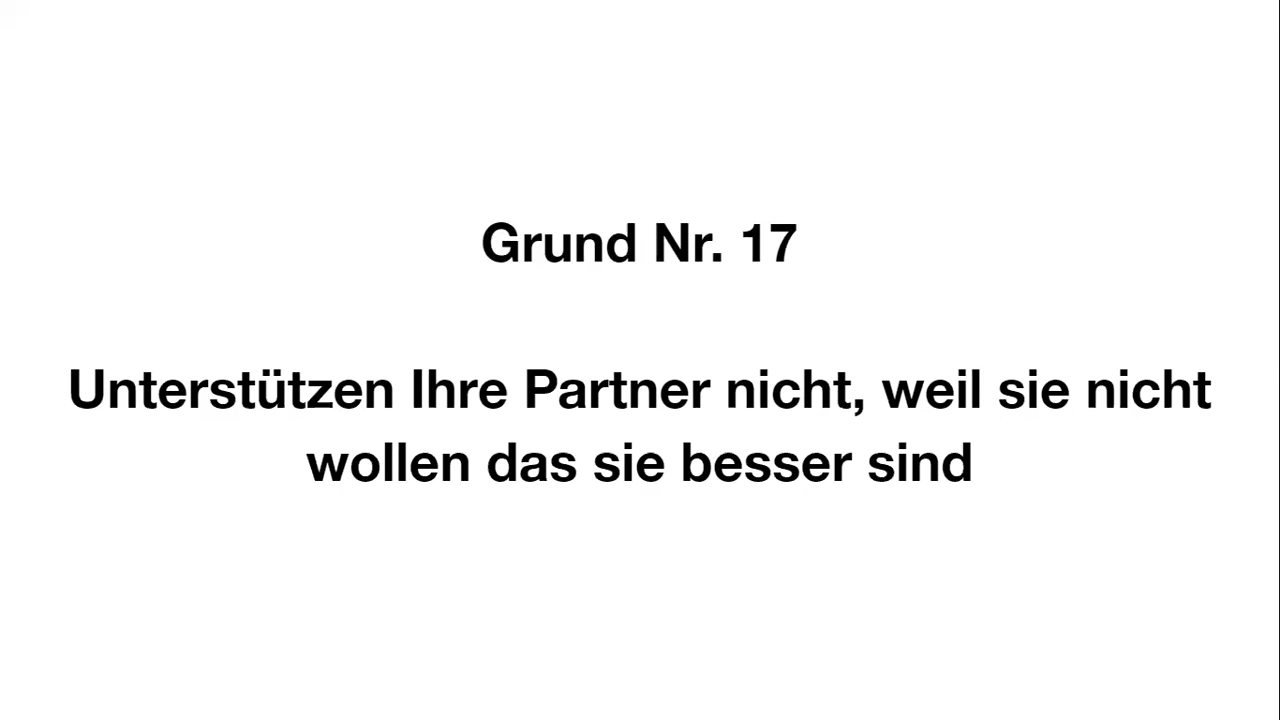 Grund Nr. 17
Unterstützen Ihre Partner nicht, weil sie nicht
wollen das sie besser sind